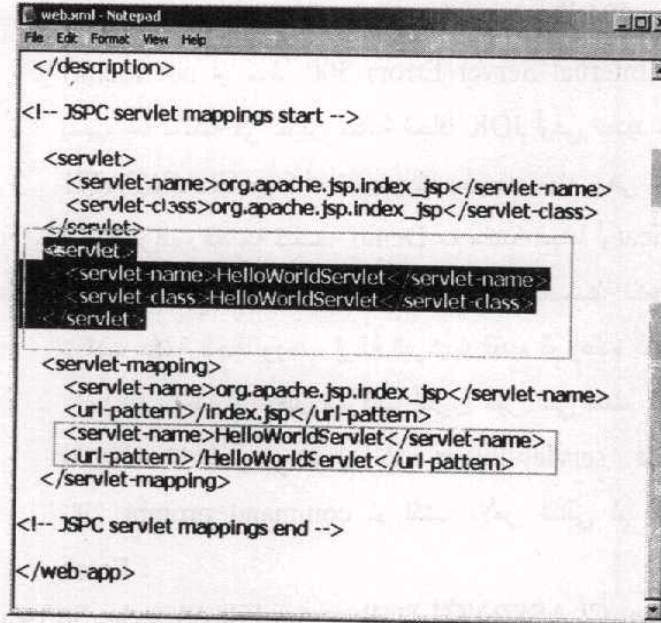 web.xml - Notepad
File Edit Format View Help
</description>
<!-- JSPC servlet mappings start -->
<servlet>
<servlet-name>org.apache.jsp.index_jsp</servlet-name>
<servlet-class>org.apache.jsp.index_jsp</servlet-class>
</servlet>
<servlet>
<servlet-name>HelloWorldServlet</servlet-name>
<servlet-class>HelloWorldServlet</servlet-class>
</servlet>
<servlet-mapping>
<servlet-name>org.apache.jsp.index_jsp</servlet-name>
<url-pattern>/index.jsp</url-pattern>
<servlet-name>HelloWorldServlet</servlet-name>
<url-pattern>/HelloWorldServlet</url-pattern>
</servlet-mapping>
<!-- JSPC servlet mappings end -->
</web-app>